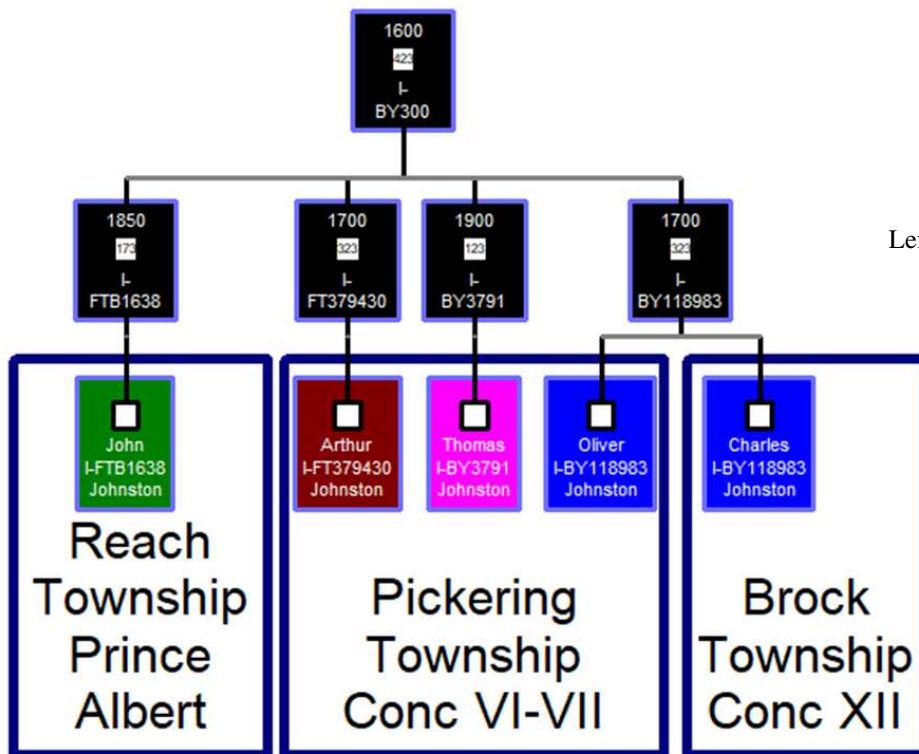 1600
423
I-
BY300
1850
173
I-
FTB1638
1700
323
I-
FT379430
1900
123
I-
BY3791
1700
323
I-
BY118983
John
I-FTB1638
Johnston
Arthur
I-FT379430
Johnston
Thomas
I-BY3791
Johnston
Oliver
I-BY118983
Johnston
Charles
I-BY118983
Johnston
Reach
Township
Prince
Albert
Pickering
Township
Conc VI-VII
Brock
Township
Conc XII